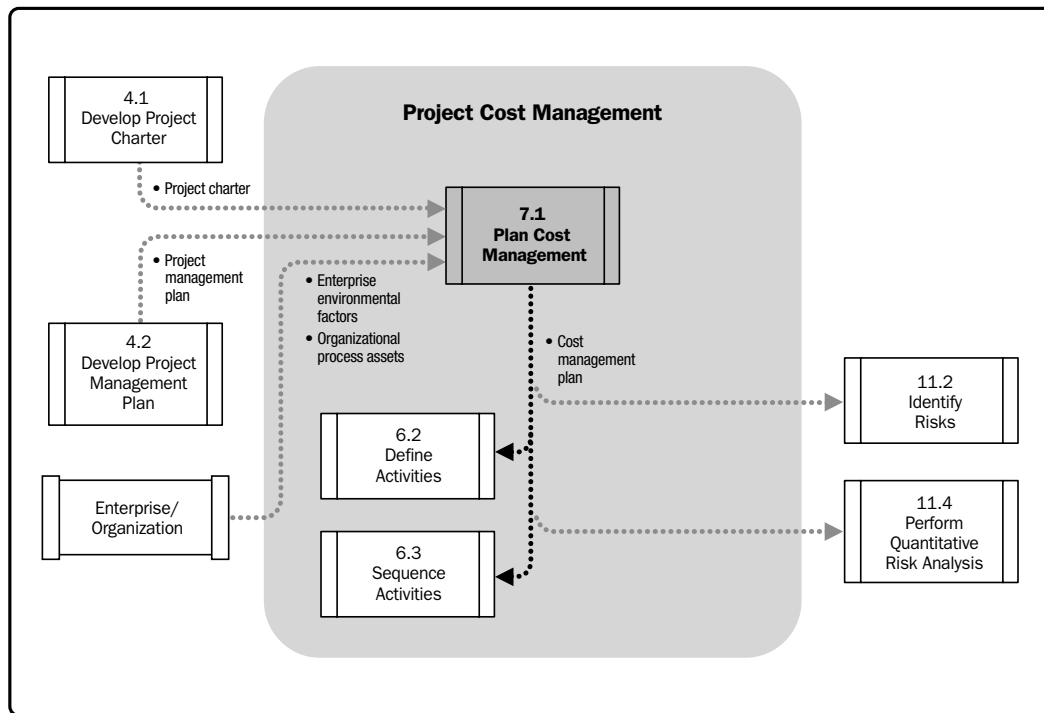 Project Cost Management
4.1
Develop Project
Charter
• Project charter
7.1
Plan Cost
Management
• Project
management
plan
• Enterprise
environmental
factors
• Organizational
process assets
4.2
Develop Project
Management
Plan
• Cost
management
plan
11.2
Identify
Risks
6.2
Define
Activities
Enterprise/
Organization
11.4
Perform
Quantitative
Risk Analysis
6.3
Sequence
Activities